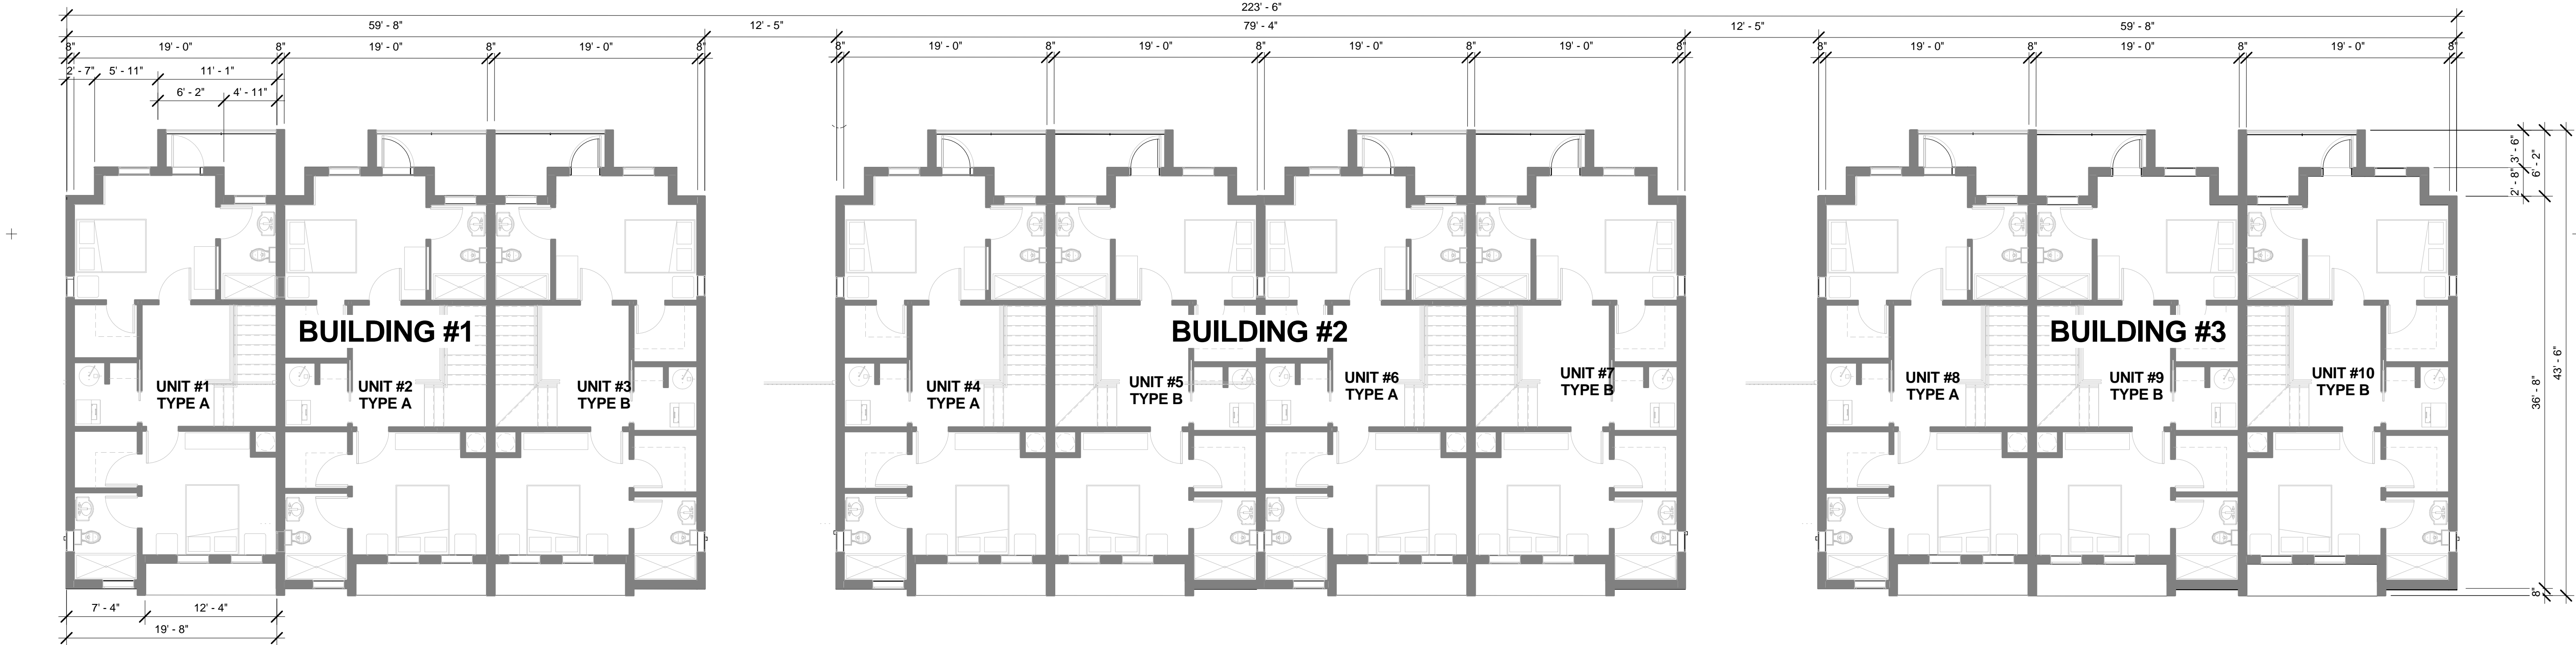 223' - 6"
59' - 8"
12' - 5"
79' - 4"
12' - 5"
59' - 8"
8"
19' - 0"
8"
19' - 0"
8"
19' - 0"
8"
8"
19' - 0"
8"
19' - 0"
8"
19' - 0"
8"
19' - 0"
8"
8"
19' - 0"
8"
19' - 0"
8"
19' - 0"
8"
2' - 7"
5' - 11"
11' - 1"
6' - 2"
4' - 11"
3' - 6"
2' - 8"
6' - 2"
BUILDING #1
BUILDING #2
BUILDING #3
UNIT #1
TYPE A
UNIT #2
TYPE A
UNIT #3
TYPE B
UNIT #4
TYPE A
UNIT #5
TYPE B
UNIT #6
TYPE A
UNIT #7
TYPE B
UNIT #8
TYPE A
UNIT #9
TYPE B
UNIT #10
TYPE B
36' - 8"
43' - 6"
8"
7' - 4"
12' - 4"
19' - 8"